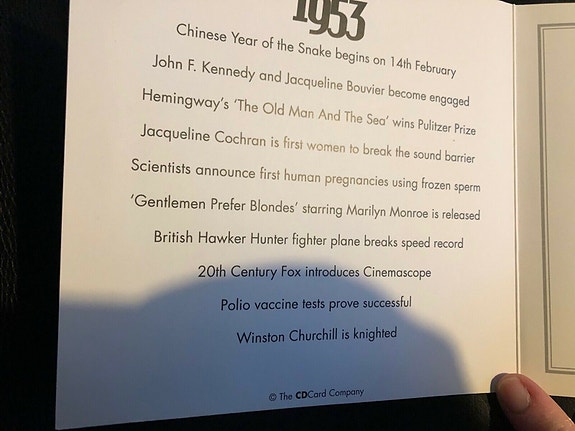 1953
Chinese Year of the Snake begins on 14th February
John F. Kennedy and Jacqueline Bouvier become engaged
Hemingway's 'The Old Man And The Sea' wins Pulitzer Prize
Jacqueline Cochran is first women to break the sound barrier
Scientists announce first human pregnancies using frozen sperm
'Gentlemen Prefer Blondes' starring Marilyn Monroe is released
British Hawker Hunter fighter plane breaks speed record
20th Century Fox introduces Cinemascope
Polio vaccine tests prove successful
Winston Churchill is knighted
© The CDCard Company